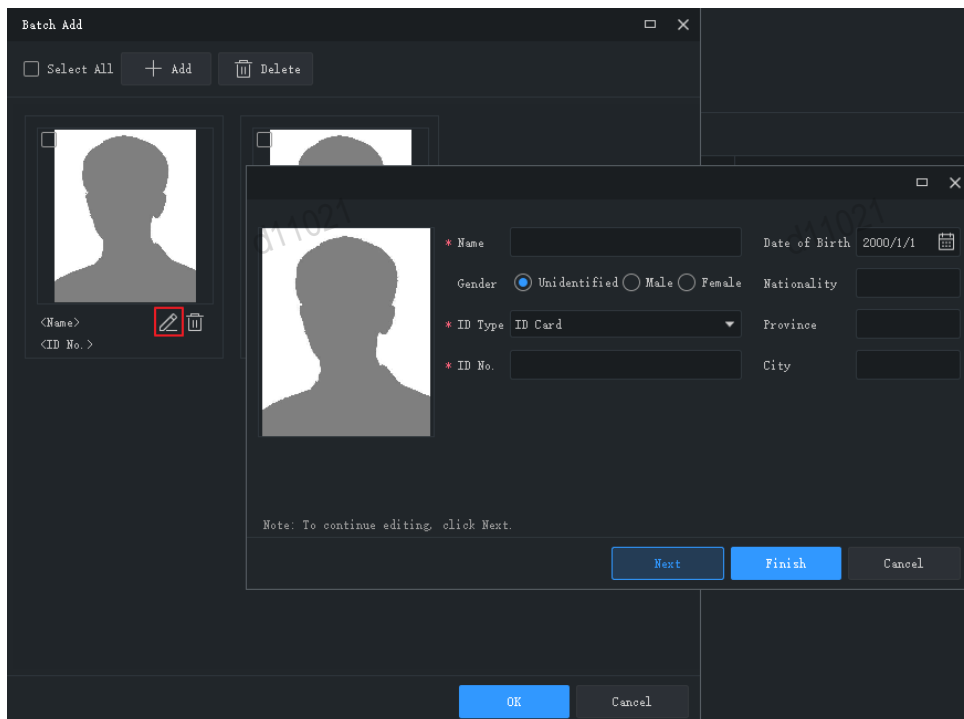 Batch Add
Select All
Add
Delete
<Name>
<ID No.>
d11021
d11021
* Name
Date of Birth 2000/1/1
Gender Unidentified Male Female
Nationality
* ID Type ID Card
Province
* ID No.
City
Note: To continue editing, click Next.
Next
Finish
Cancel
OK
Cancel